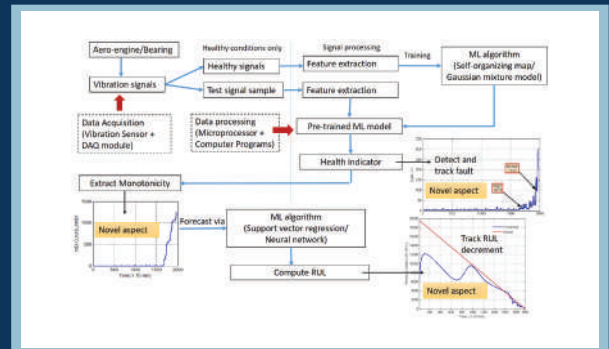 Aero-engine/Bearing
Vibration signals
Healthy conditions only
Signal processing
Healthy signals
Feature extraction
Training
ML algorithm
(Self-organizing map/
Gaussian mixture model)
Test signal sample
Feature extraction
Data Acquisition
(Vibration Sensor +
DAQ module)
Data processing
(Microprocessor +
Computer Programs)
Pre-trained ML model
Health indicator
Detect and
track fault
Novel aspect
Extract Monotonicity
Novel aspect
Forecast via
ML algorithm
(Support vector regression/
Neural network)
Compute RUL
Track RUL
decrement
Novel aspect